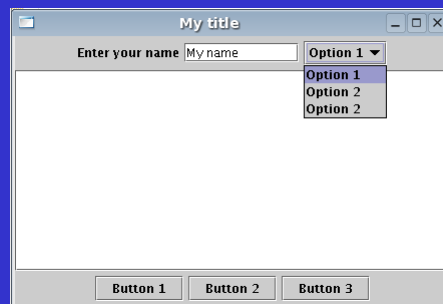 My title
Enter your name My name Option 1
Option 1
Option 2
Option 2
Button 1 Button 2 Button 3